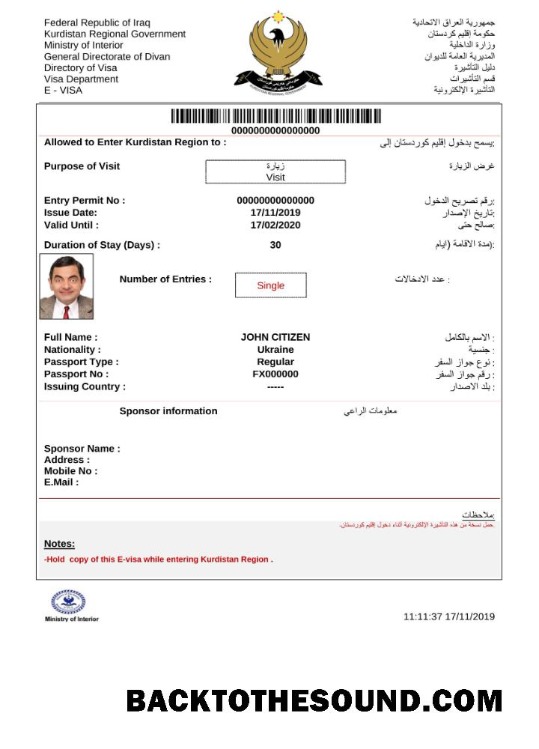 Federal Republic of Iraq
Kurdistan Regional Government
Ministry of Interior
General Directorate of Divan
Directory of Visa
Visa Department
E - VISA
جمهورية العراق الاتحادية
حكومة إقليم كردستان
وزارة الداخلية
المديرية العامة للديوان
دليل التأشيرة
قسم التأشيرات
التأشيرة الإلكترونية
0000000000000000
Allowed to Enter Kurdistan Region to : يسمح بدخول إقليم كوردستان إلى:
Purpose of Visit زيارة غرض الزيارة
Visit
Entry Permit No : 00000000000000 رقم تصريح الدخول:
Issue Date: 17/11/2019 تاريخ الإصدار:
Valid Until : 17/02/2020 صالح حتى:
Duration of Stay (Days) : 30 مدة الاقامة (ايام):
Number of Entries : Single عدد الادخالات :
Full Name : JOHN CITIZEN الاسم بالكامل :
Nationality : Ukraine جنسية :
Passport Type : Regular نوع جواز السفر :
Passport No : FX000000 رقم جواز السفر :
Issuing Country : ----- بلد الاصدار :
Sponsor information معلومات الراعي
Sponsor Name :
Address :
Mobile No :
E.Mail :
ملاحظات:
حمل نسخة من هذه التاشيرة الإلكترونية أثناء دخول إقليم كوردستان.
Notes:
-Hold copy of this E-visa while entering Kurdistan Region .
Ministry of Interior
11:11:37 17/11/2019
BACKTOTHESOUND.COM